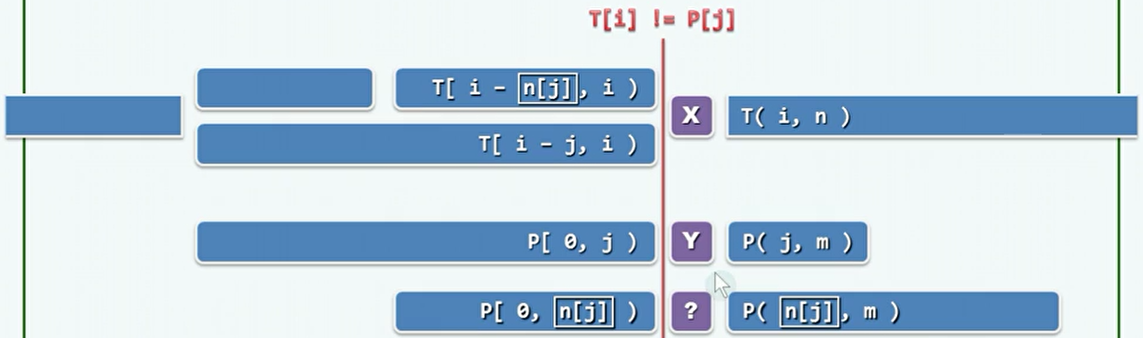 T[i] != P[j]
T[ i - n[j], i )
X T( i, n )
T[ i - j, i )
P[ 0, j ) Y P( j, m )
P[ 0, n[j] ) ? P( n[j], m )